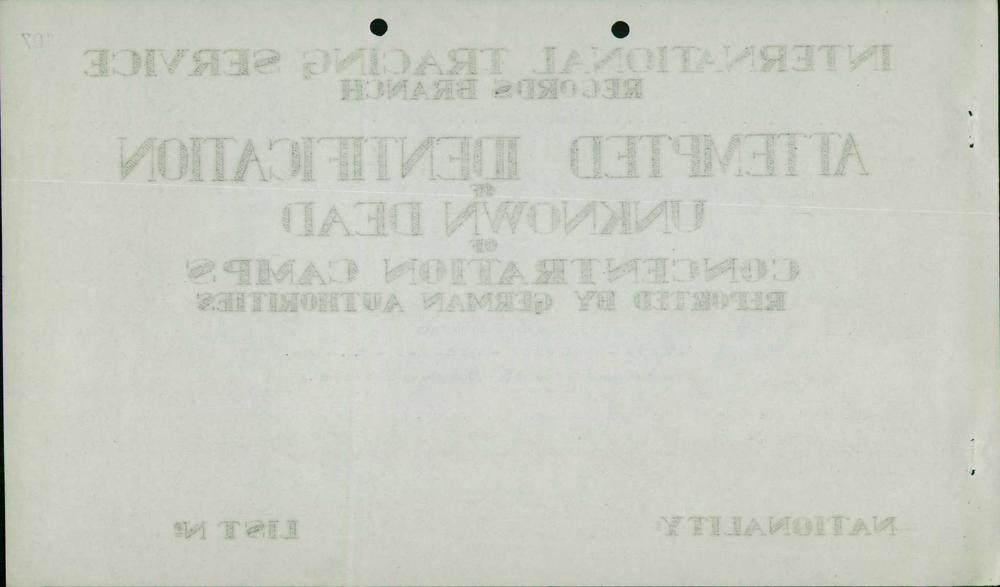 INTERNATIONAL TRACING SERVICE
RECORDS BRANCH
ATTEMPTED IDENTIFICATION
OF
UNKNOWN DEAD
OF
CONCENTRATION CAMPS
REPORTED BY GERMAN AUTHORITIES
NATIONALITY: LIST Nº